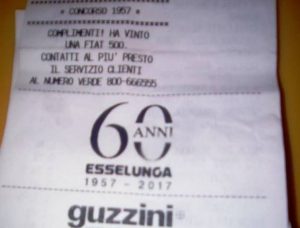 * CONCORSO 1957 *
COMPLIMENTI! HA VINTO
UNA FIAT 500.
CONTATTI AL PIU' PRESTO
IL SERVIZIO CLIENTI
AL NUMERO VERDE 800-666555
60 ANNI
ESSELUNGA
1957 - 2017
guzzini